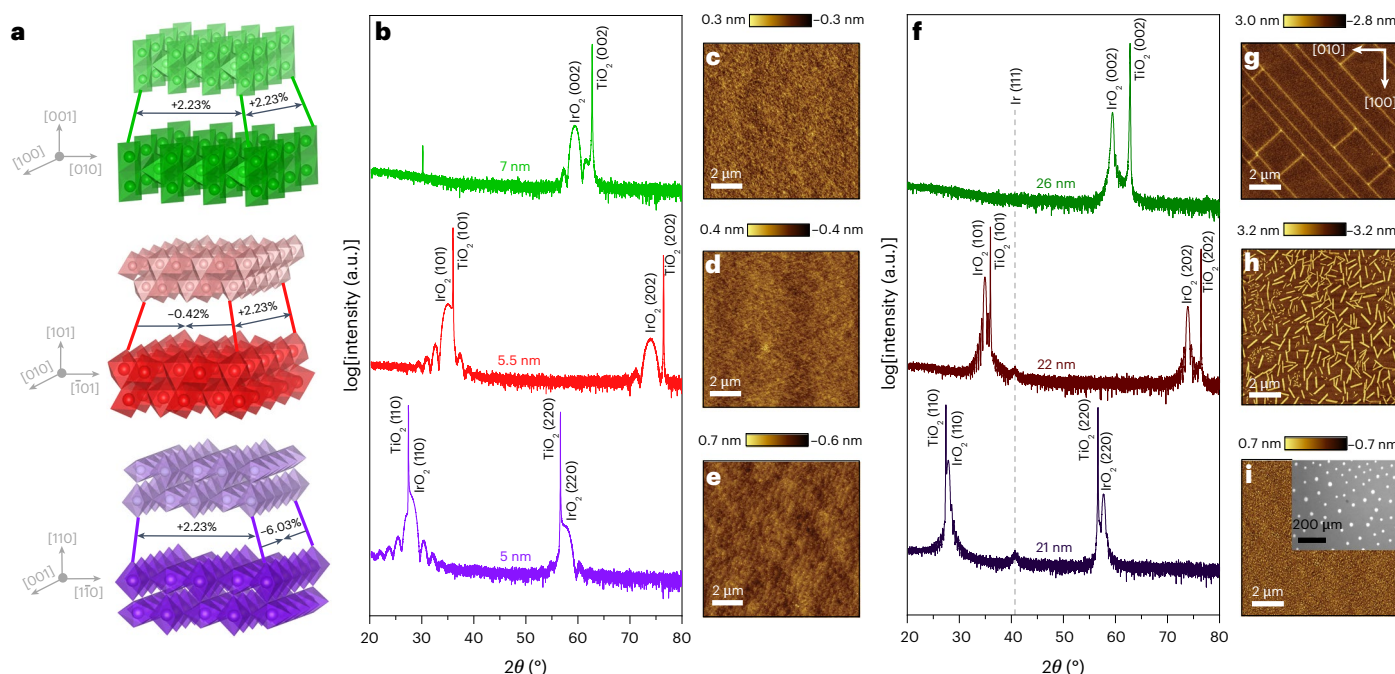 a
[001]
[100]
[010]
+2.23%
+2.23%
[101]
[010]
[1̅01]
−0.42%
+2.23%
[110]
[001]
[11̅0]
+2.23%
−6.03%
b
log[intensity (a.u.)]
IrO2 (002)
TiO2 (002)
7 nm
IrO2 (101)
TiO2 (101)
IrO2 (202)
TiO2 (202)
5.5 nm
TiO2 (110)
IrO2 (110)
TiO2 (220)
IrO2 (220)
5 nm
20 30 40 50 60 70 80
2θ (°)
0.3 nm −0.3 nm
c
2 μm
0.4 nm −0.4 nm
d
2 μm
0.7 nm −0.6 nm
e
2 μm
f
log[intensity (a.u.)]
Ir (111)
IrO2 (002)
TiO2 (002)
26 nm
IrO2 (101)
TiO2 (101)
IrO2 (202)
TiO2 (202)
22 nm
TiO2 (110)
IrO2 (110)
TiO2 (220)
IrO2 (220)
21 nm
20 30 40 50 60 70 80
2θ (°)
3.0 nm −2.8 nm
g
[010]
[100]
2 μm
3.2 nm −3.2 nm
h
2 μm
0.7 nm −0.7 nm
i
200 μm
2 μm